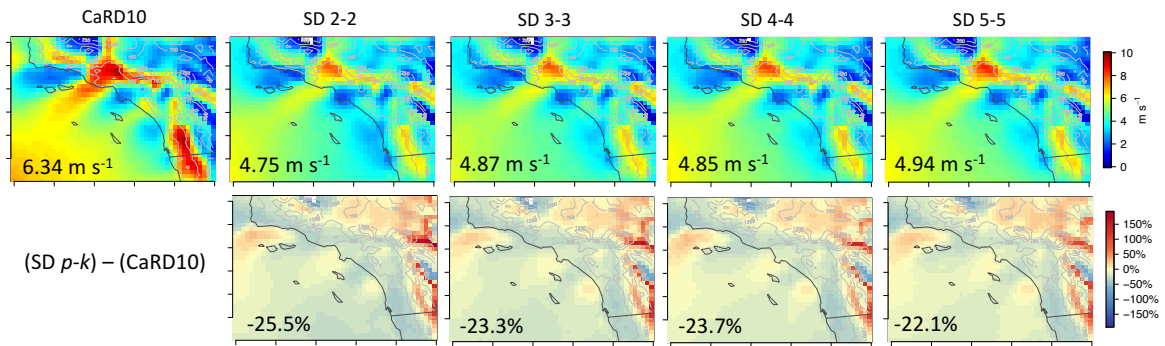 CaRD10 SD 2-2 SD 3-3 SD 4-4 SD 5-5
6.34 m s⁻¹ 4.75 m s⁻¹ 4.87 m s⁻¹ 4.85 m s⁻¹ 4.94 m s⁻¹
10
8
6
4
2
0
m s⁻¹
(SD p-k) – (CaRD10)
-25.5% -23.3% -23.7% -22.1%
150%
100%
50%
0%
−50%
−100%
−150%